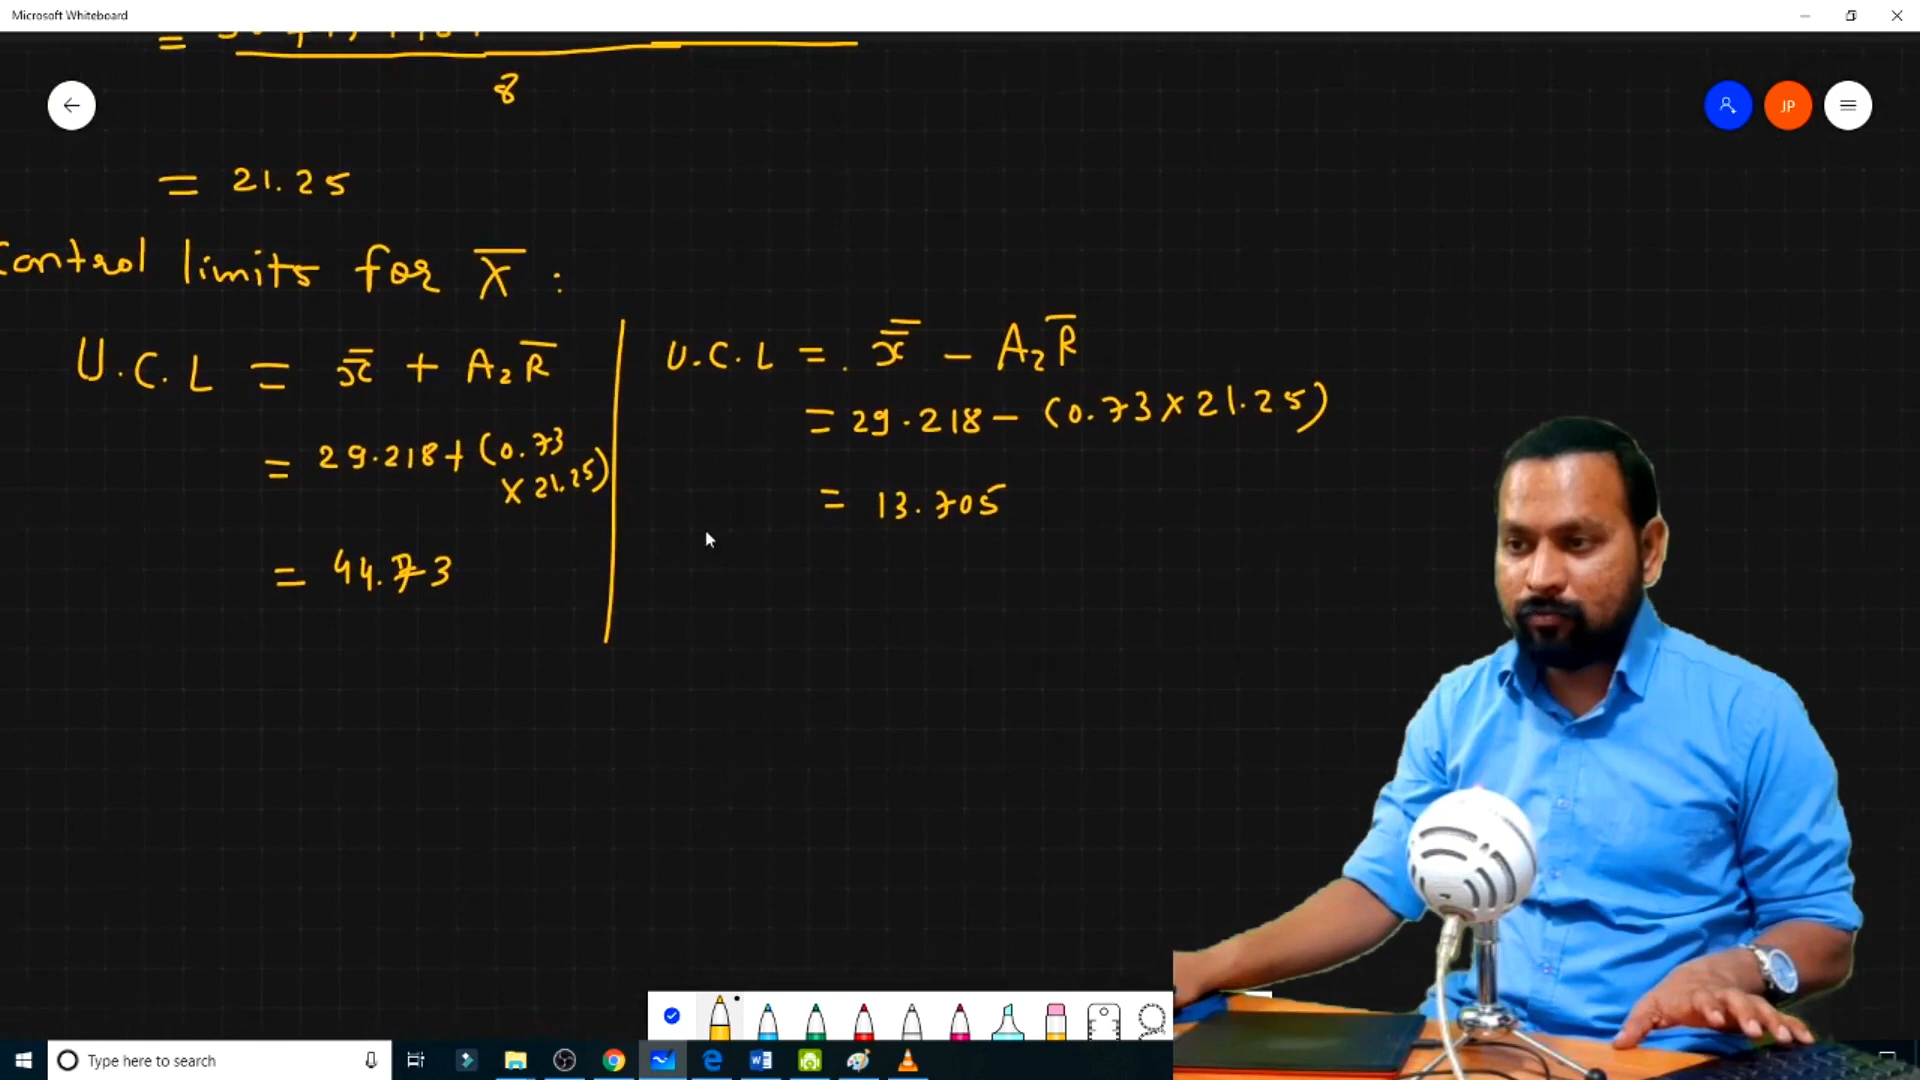 Microsoft Whiteboard
8
JP
= 21.25
Control limits for X̅ :
U.C.L = x̿ + A₂R̅
= 29.218 + (0.73
× 21.25)
= 44.73
U.C.L = . x̿ - A₂R̅
= 29.218 - (0.73 × 21.25)
= 13.705
Type here to search